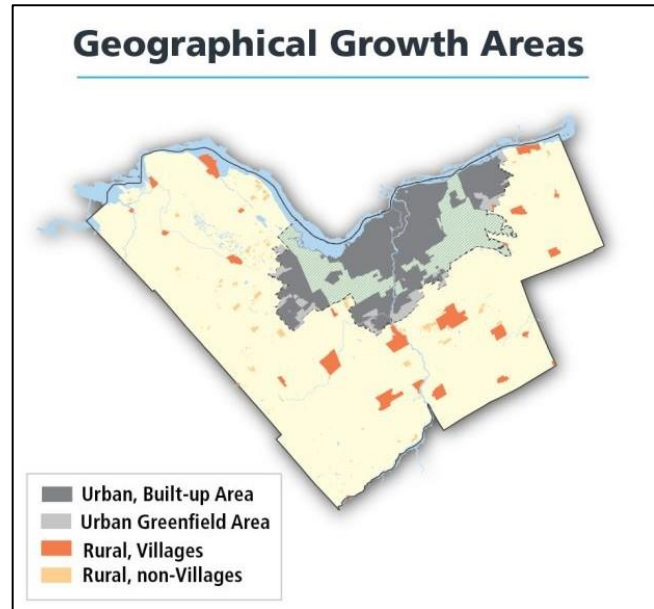 Geographical Growth Areas
Urban, Built-up Area
Urban Greenfield Area
Rural, Villages
Rural, non-Villages